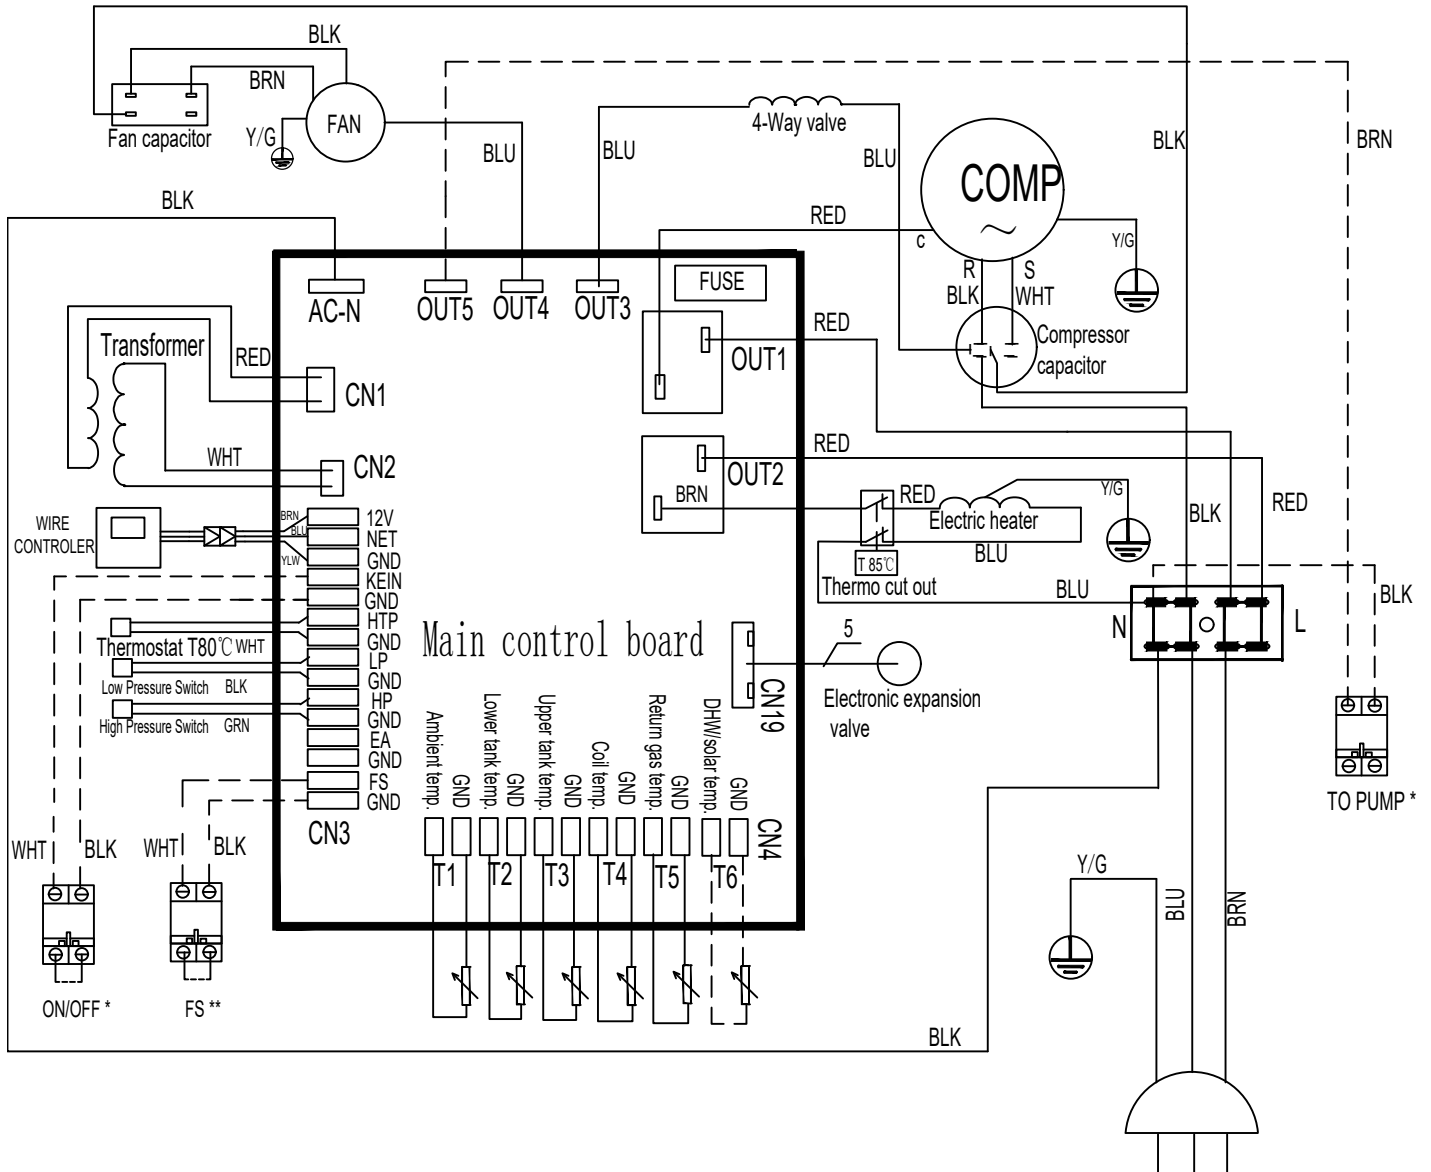 BLK
BRN
Fan capacitor
Y/G
FAN
BLU
BLU
4-Way valve
BLU
COMP
~
RED
C
R
S
BLK
WHT
Y/G
BLK
BRN
BLK
AC-N
OUT5
OUT4
OUT3
FUSE
Compressor
capacitor
Transformer
RED
CN1
OUT1
RED
WHT
CN2
OUT2
RED
BRN
RED
Electric heater
BLU
Y/G
T 85℃
Thermo cut out
BLU
BLK
RED
BLK
WIRE
CONTROLER
BRN
BLU
YLW
12V
NET
GND
KEIN
GND
HTP
GND
LP
GND
HP
GND
EA
GND
FS
GND
CN3
Thermostat T80℃ WHT
Low Pressure Switch BLK
High Pressure Switch GRN
Main control board
CN19
5
Electronic expansion
valve
N
L
TO PUMP *
Ambient temp.
GND
Lower tank temp.
GND
Upper tank temp.
GND
Coil temp.
GND
Return gas temp.
GND
DHW/solar temp.
GND
CN4
T1
T2
T3
T4
T5
T6
WHT
BLK
WHT
BLK
ON/OFF *
FS **
Y/G
BLU
BRN
BLK